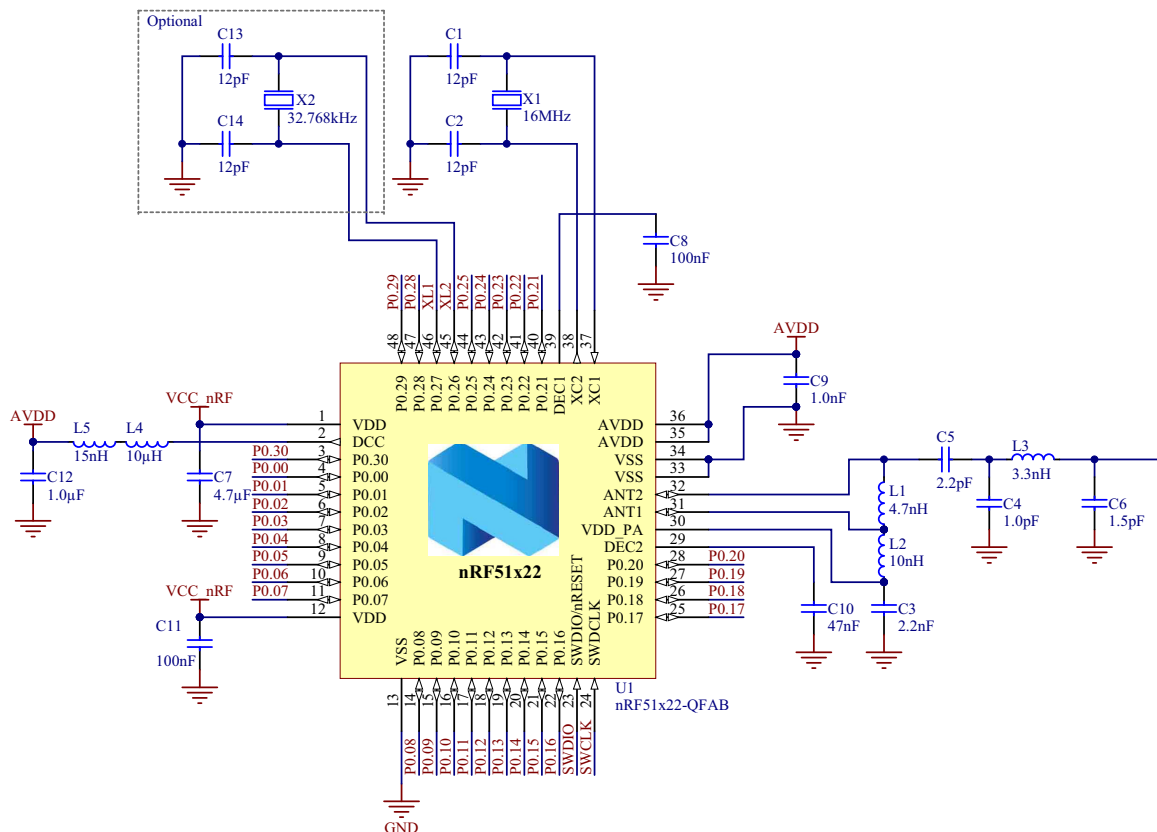 Optional
C13
12pF
X2
32.768kHz
C14
12pF
C1
12pF
X1
16MHz
C2
12pF
C8
100nF
P0.29
P0.28
XL1
XL2
P0.25
P0.24
P0.23
P0.22
P0.21
48
47
46
45
44
43
42
41
40
39
38
37
P0.29
P0.28
P0.27
P0.26
P0.25
P0.24
P0.23
P0.22
P0.21
DEC1
XC2
XC1
AVDD
L5
15nH
L4
10µH
C12
1.0µF
VCC_nRF
C7
4.7µF
VCC_nRF
C11
100nF
P0.30
P0.00
P0.01
P0.02
P0.03
P0.04
P0.05
P0.06
P0.07
1
2
3
4
5
6
7
8
9
10
11
12
VDD
DCC
P0.30
P0.00
P0.01
P0.02
P0.03
P0.04
P0.05
P0.06
P0.07
VDD
nRF51x22
AVDD
AVDD
VSS
VSS
ANT2
ANT1
VDD_PA
DEC2
P0.20
P0.19
P0.18
P0.17
36
35
34
33
32
31
30
29
28
27
26
25
P0.20
P0.19
P0.18
P0.17
AVDD
C9
1.0nF
C5
2.2pF
L3
3.3nH
L1
4.7nH
C4
1.0pF
C6
1.5pF
L2
10nH
C10
47nF
C3
2.2nF
VSS
P0.08
P0.09
P0.10
P0.11
P0.12
P0.13
P0.14
P0.15
P0.16
SWDIO/nRESET
SWDCLK
13
14
15
16
17
18
19
20
21
22
23
24
P0.08
P0.09
P0.10
P0.11
P0.12
P0.13
P0.14
P0.15
P0.16
SWDIO
SWCLK
U1
nRF51x22-QFAB
GND